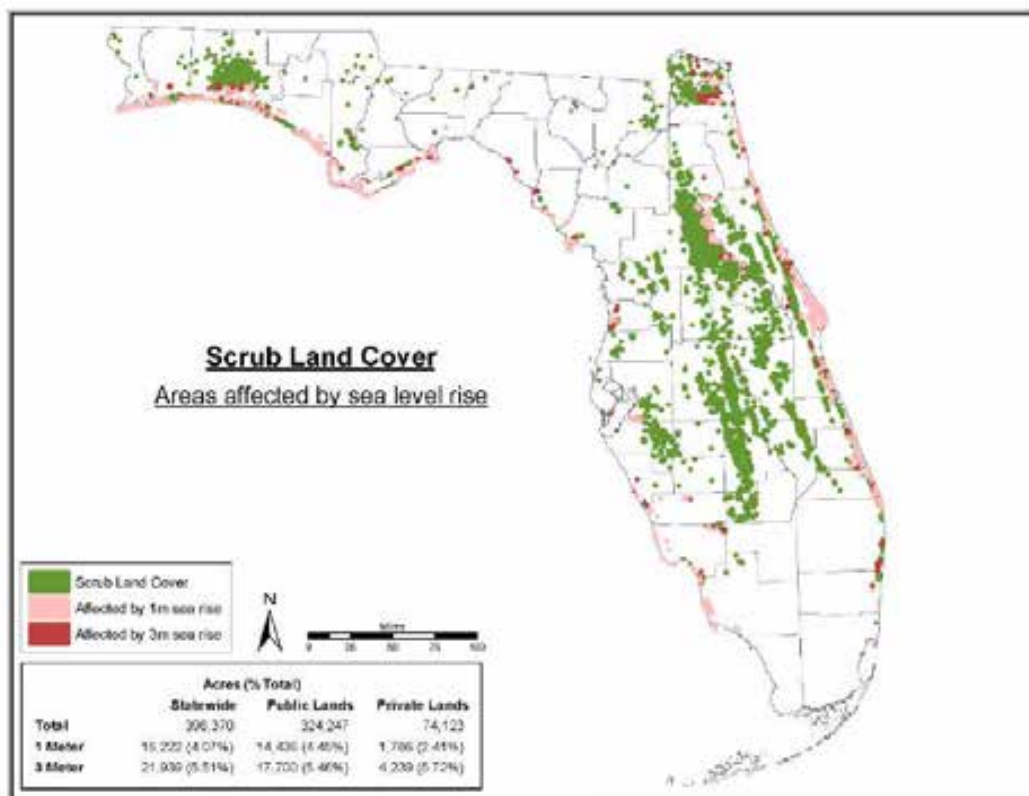 Scrub Land Cover
Areas affected by sea level rise
Scrub Land Cover
Affected by 1m sea rise
Affected by 3m sea rise
N
Miles
0
Acres (% Total)
Statewide Public Lands Private Lands
Total 398,370 324,247 74,123
1 Meter 16,222 (4.07%) 14,436 (4.45%) 1,786 (2.41%)
3 Meter 21,939 (5.51%) 17,700 (5.46%) 4,239 (5.72%)